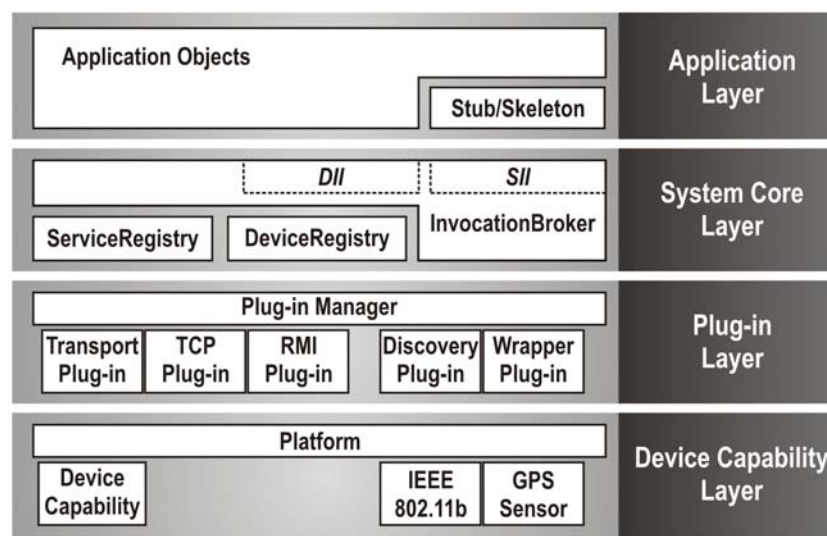 Application Objects
Stub/Skeleton
Application
Layer
DII
SII
InvocationBroker
ServiceRegistry
DeviceRegistry
System Core
Layer
Plug-in Manager
Transport
Plug-in
TCP
Plug-in
RMI
Plug-in
Discovery
Plug-in
Wrapper
Plug-in
Plug-in
Layer
Platform
Device
Capability
IEEE
802.11b
GPS
Sensor
Device Capability
Layer